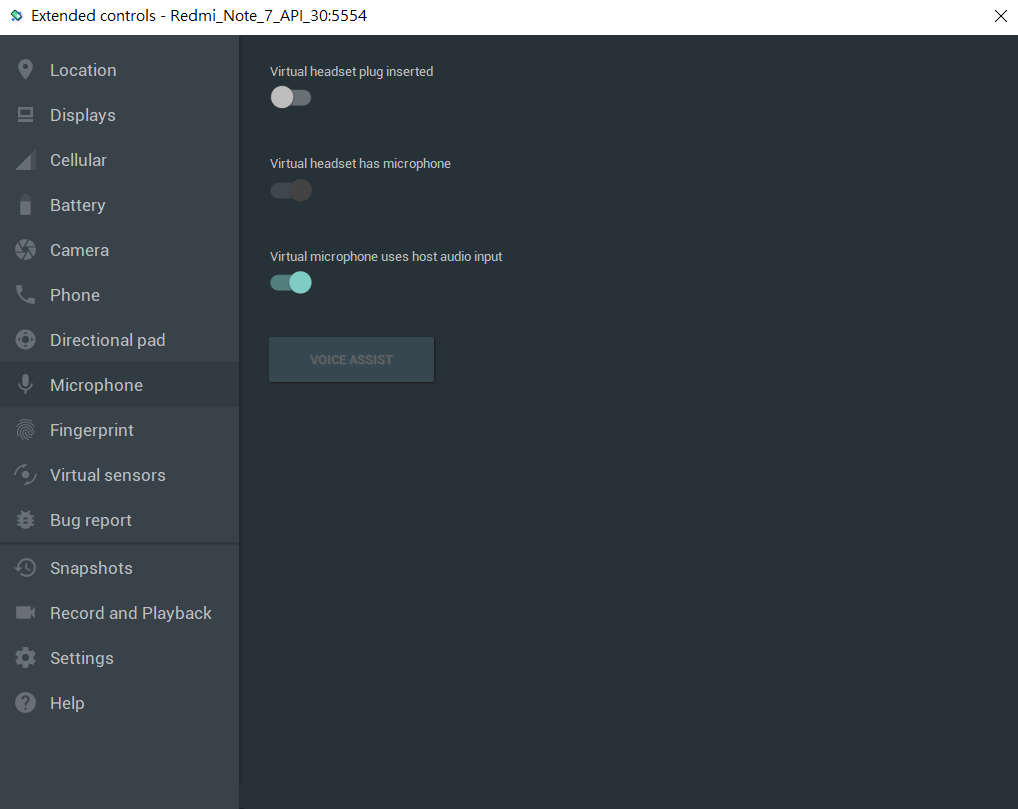 Extended controls - Redmi_Note_7_API_30:5554
Location
Displays
Cellular
Battery
Camera
Phone
Directional pad
Microphone
Fingerprint
Virtual sensors
Bug report
Snapshots
Record and Playback
Settings
Help
Virtual headset plug inserted
Virtual headset has microphone
Virtual microphone uses host audio input
VOICE ASSIST